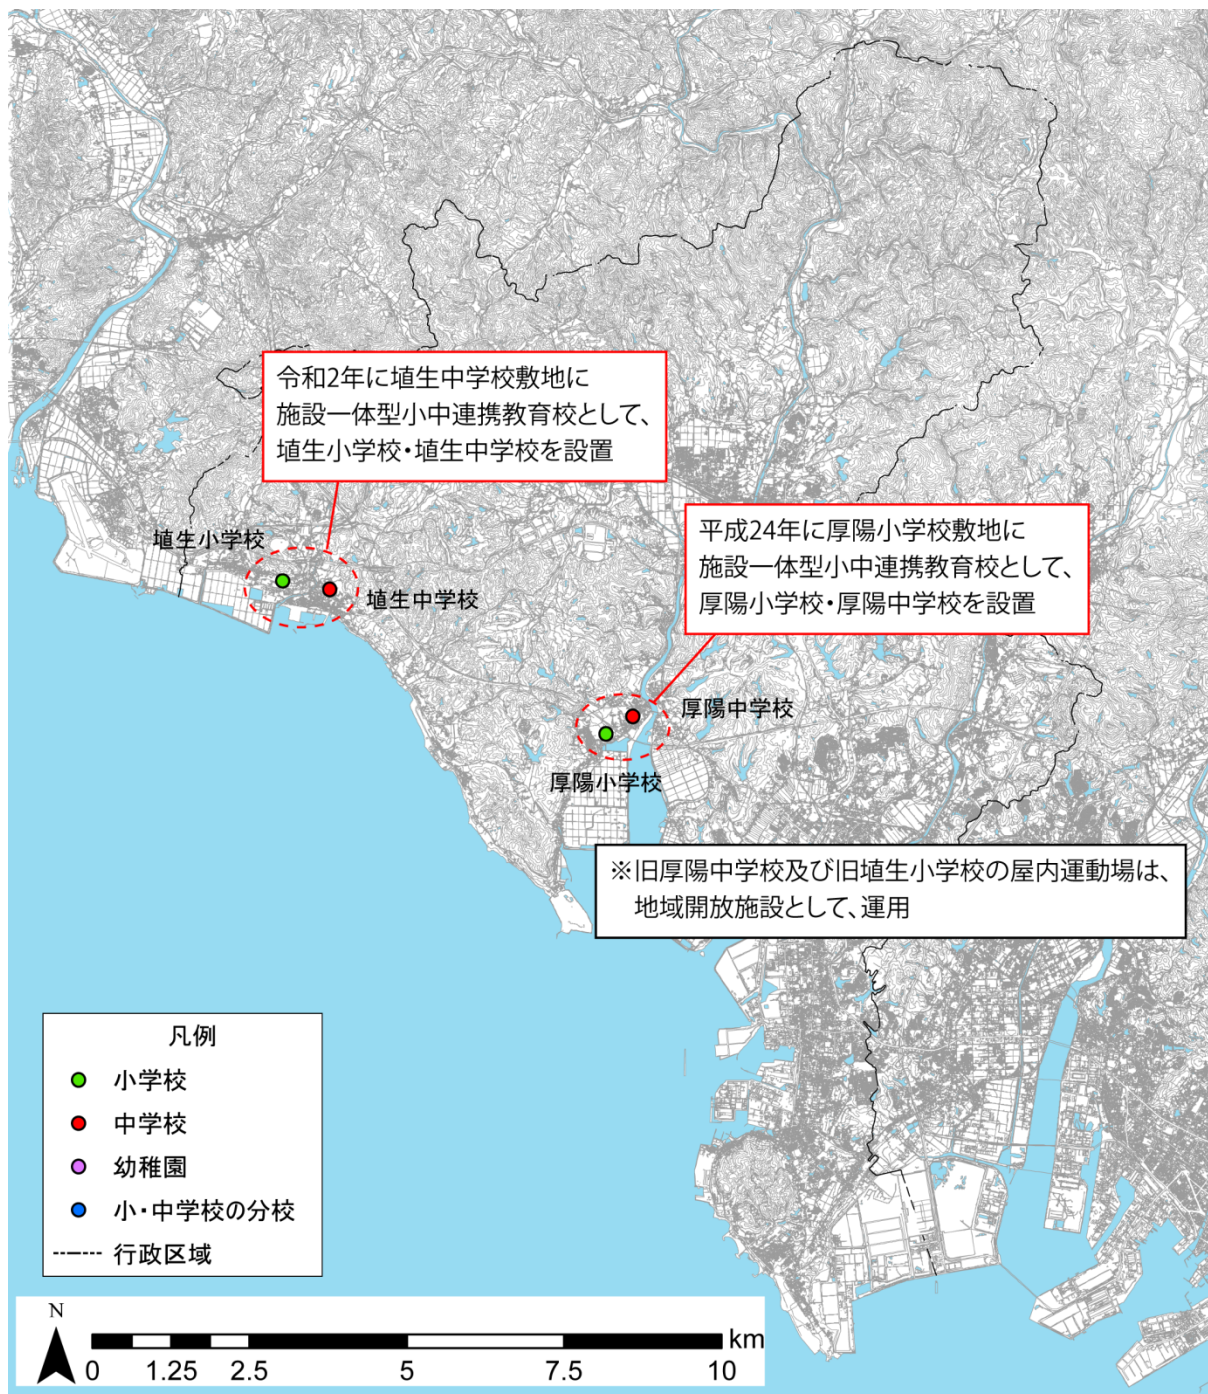 令和2年に埴生中学校敷地に
施設一体型小中連携教育校として、
埴生小学校・埴生中学校を設置
平成24年に厚陽小学校敷地に
施設一体型小中連携教育校として、
厚陽小学校・厚陽中学校を設置
埴生小学校
埴生中学校
厚陽中学校
厚陽小学校
※旧厚陽中学校及び旧埴生小学校の屋内運動場は、
地域開放施設として、運用
凡例
小学校
中学校
幼稚園
小・中学校の分校
行政区域
N
km
0 1.25 2.5 5 7.5 10